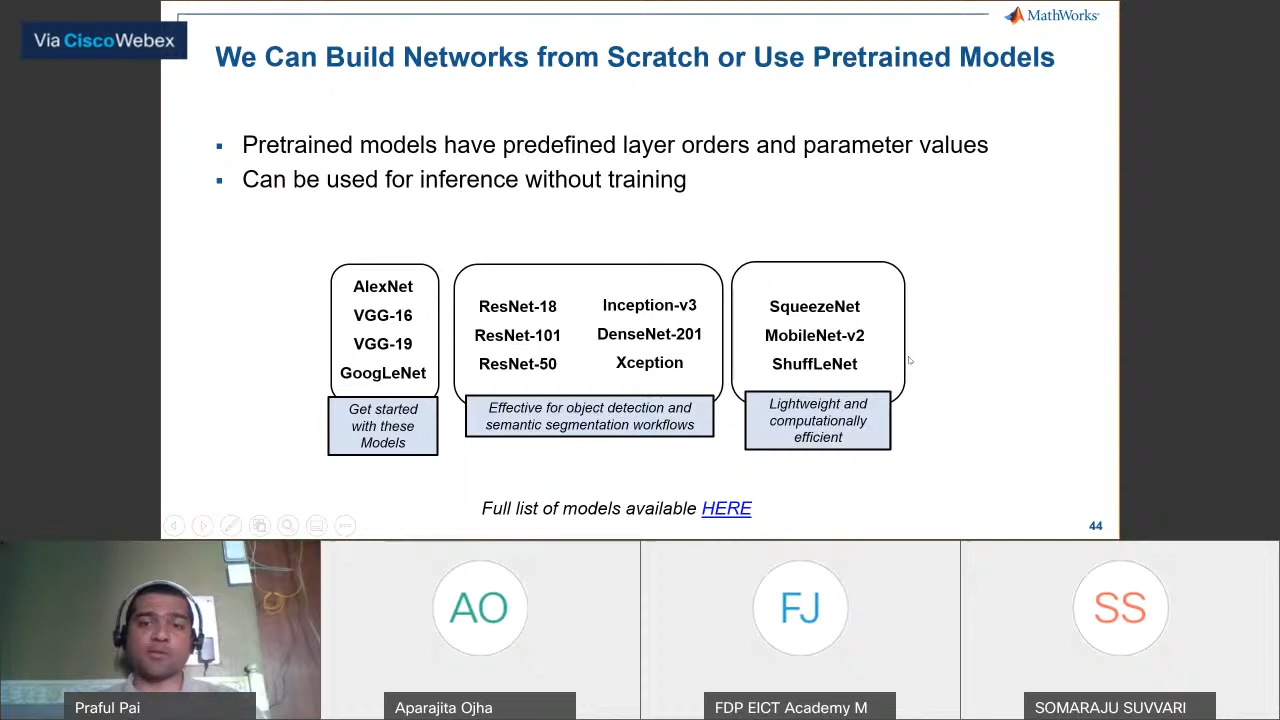 Via CiscoWebex
MathWorks
We Can Build Networks from Scratch or Use Pretrained Models
Pretrained models have predefined layer orders and parameter values
Can be used for inference without training
AlexNet
VGG-16
VGG-19
GoogLeNet
Get started
with these
Models
ResNet-18
ResNet-101
ResNet-50
Inception-v3
DenseNet-201
Xception
Effective for object detection and
semantic segmentation workflows
SqueezeNet
MobileNet-v2
ShuffLeNet
Lightweight and
computationally
efficient
Full list of models available HERE
44
AO
FJ
SS
Praful Pai
Aparajita Ojha
FDP EICT Academy M
SOMARAJU SUVVARI